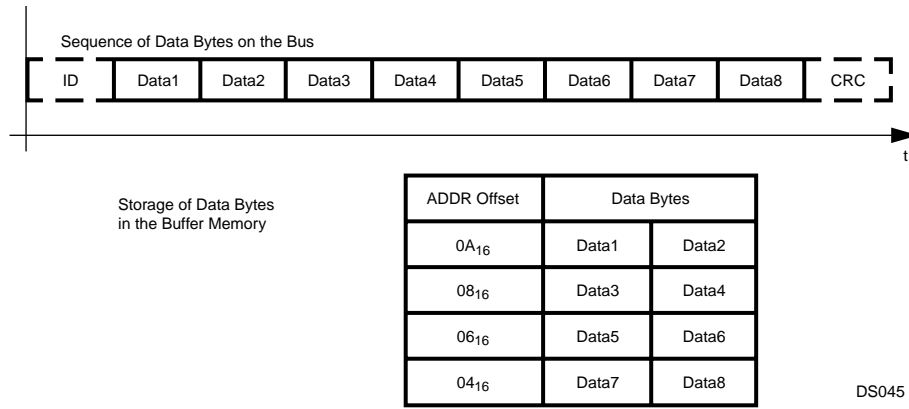 Sequence of Data Bytes on the Bus
ID Data1 Data2 Data3 Data4 Data5 Data6 Data7 Data8 CRC
t
Storage of Data Bytes
in the Buffer Memory
ADDR Offset Data Bytes
0A16 Data1 Data2
0816 Data3 Data4
0616 Data5 Data6
0416 Data7 Data8
DS045